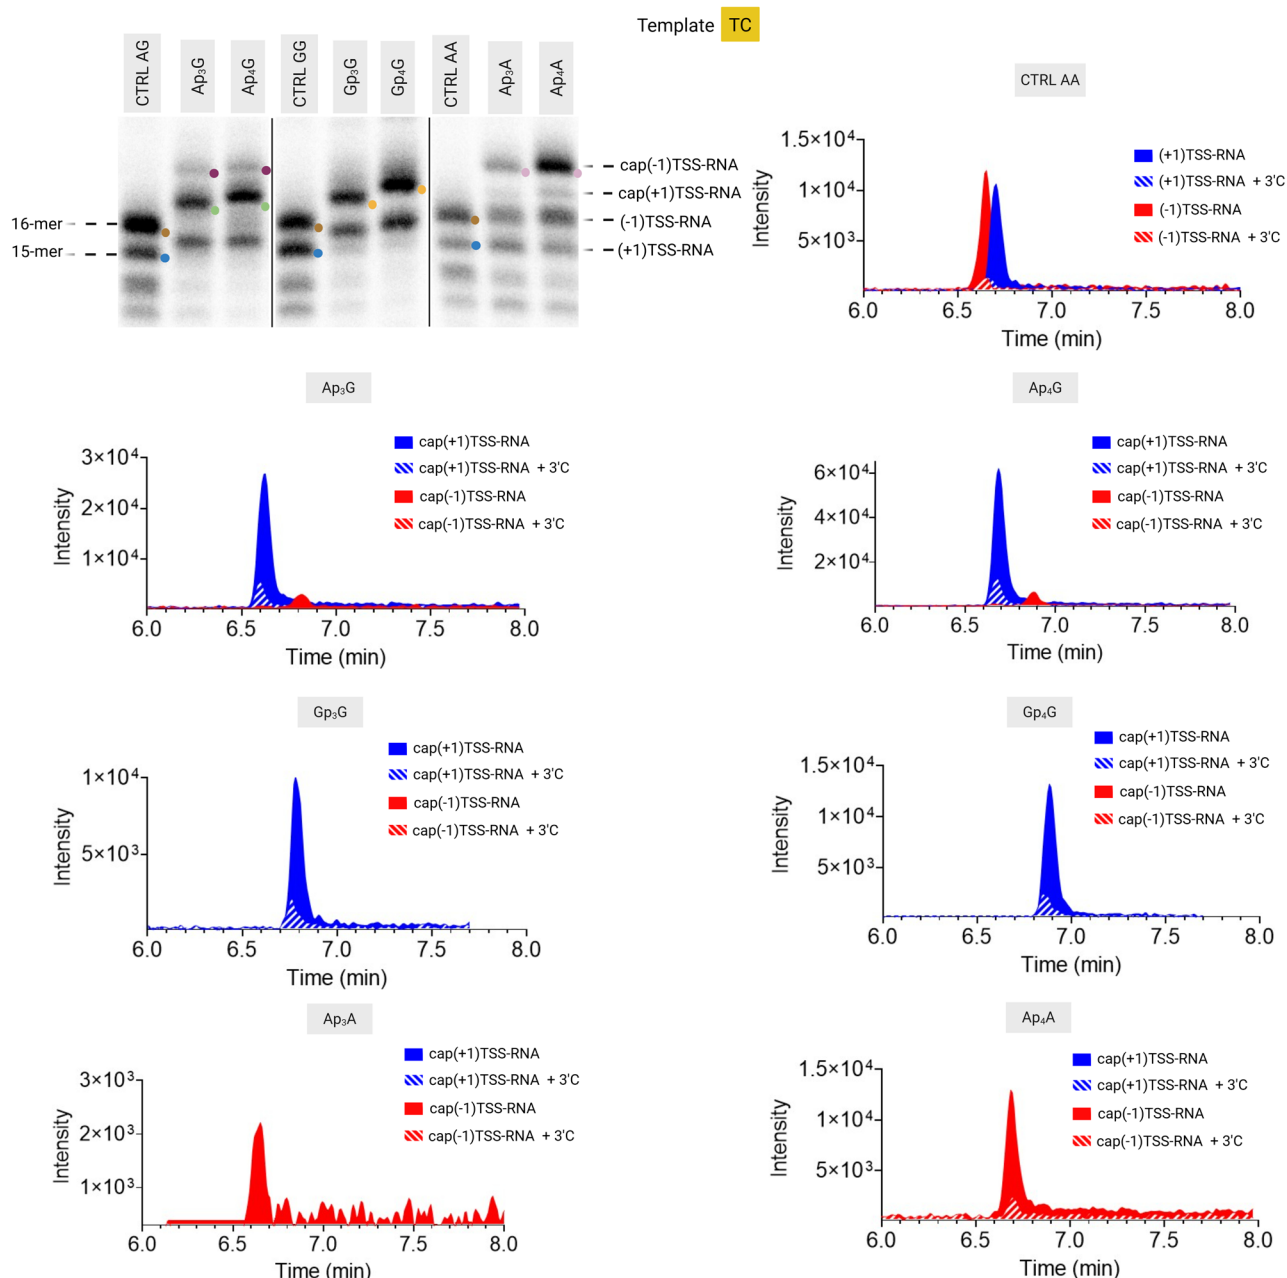 Template TC
CTRL AG
Ap₃G
Ap₄G
CTRL GG
Gp₃G
Gp₄G
CTRL AA
Ap₃A
Ap₄A
16-mer
15-mer
cap(-1)TSS-RNA
cap(+1)TSS-RNA
(-1)TSS-RNA
(+1)TSS-RNA
CTRL AA
1.5×10⁴
1×10⁴
5×10³
Intensity
(+1)TSS-RNA
(+1)TSS-RNA + 3'C
(-1)TSS-RNA
(-1)TSS-RNA + 3'C
6.0 6.5 7.0 7.5 8.0
Time (min)
Ap₃G
3×10⁴
2×10⁴
1×10⁴
Intensity
cap(+1)TSS-RNA
cap(+1)TSS-RNA + 3'C
cap(-1)TSS-RNA
cap(-1)TSS-RNA + 3'C
6.0 6.5 7.0 7.5 8.0
Time (min)
Ap₄G
6×10⁴
4×10⁴
2×10⁴
Intensity
cap(+1)TSS-RNA
cap(+1)TSS-RNA + 3'C
cap(-1)TSS-RNA
cap(-1)TSS-RNA + 3'C
6.0 6.5 7.0 7.5 8.0
Time (min)
Gp₃G
1×10⁴
5×10³
Intensity
cap(+1)TSS-RNA
cap(+1)TSS-RNA + 3'C
cap(-1)TSS-RNA
cap(-1)TSS-RNA + 3'C
6.0 6.5 7.0 7.5 8.0
Time (min)
Gp₄G
1.5×10⁴
1×10⁴
5×10³
Intensity
cap(+1)TSS-RNA
cap(+1)TSS-RNA + 3'C
cap(-1)TSS-RNA
cap(-1)TSS-RNA + 3'C
6.0 6.5 7.0 7.5 8.0
Time (min)
Ap₃A
3×10³
2×10³
1×10³
Intensity
cap(+1)TSS-RNA
cap(+1)TSS-RNA + 3'C
cap(-1)TSS-RNA
cap(-1)TSS-RNA + 3'C
6.0 6.5 7.0 7.5 8.0
Time (min)
Ap₄A
1.5×10⁴
1×10⁴
5×10³
Intensity
cap(+1)TSS-RNA
cap(+1)TSS-RNA + 3'C
cap(-1)TSS-RNA
cap(-1)TSS-RNA + 3'C
6.0 6.5 7.0 7.5 8.0
Time (min)